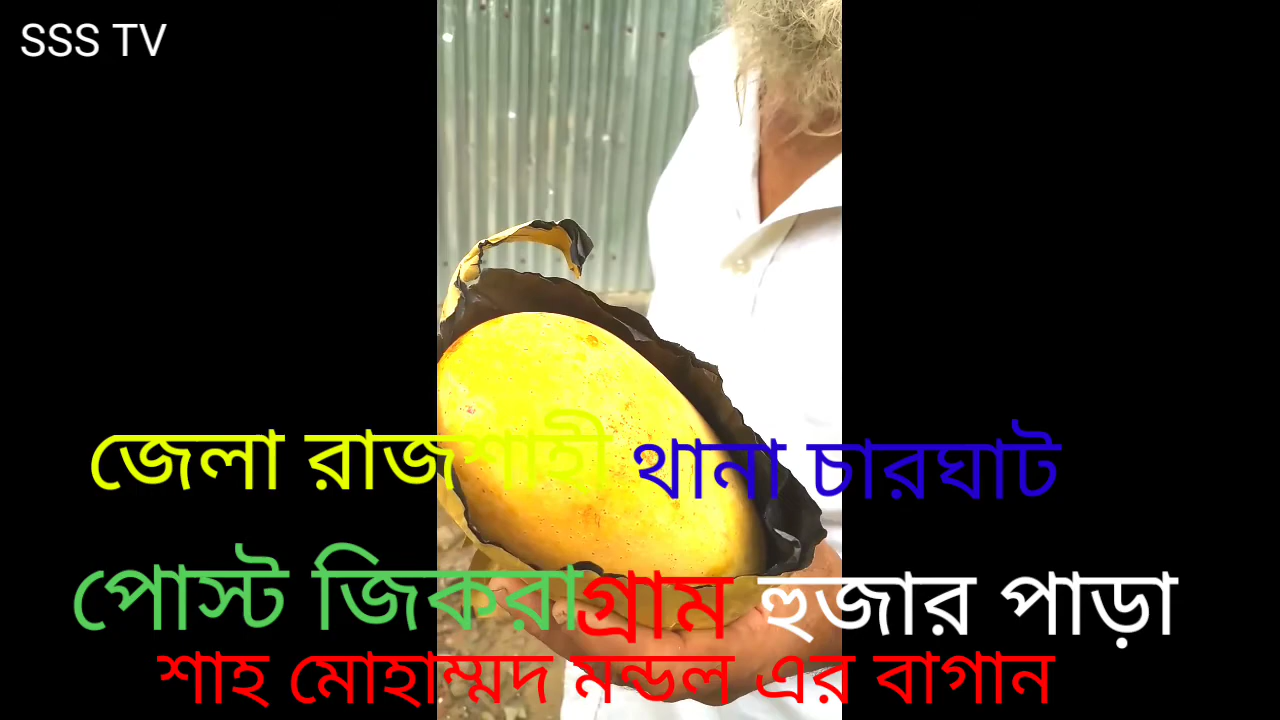 SSS TV
জেলা রাজশাহী থানা চারঘাট
পোস্ট জিকরা গ্রাম হুজার পাড়া
শাহ মোহাম্মদ মন্ডল এর বাগান